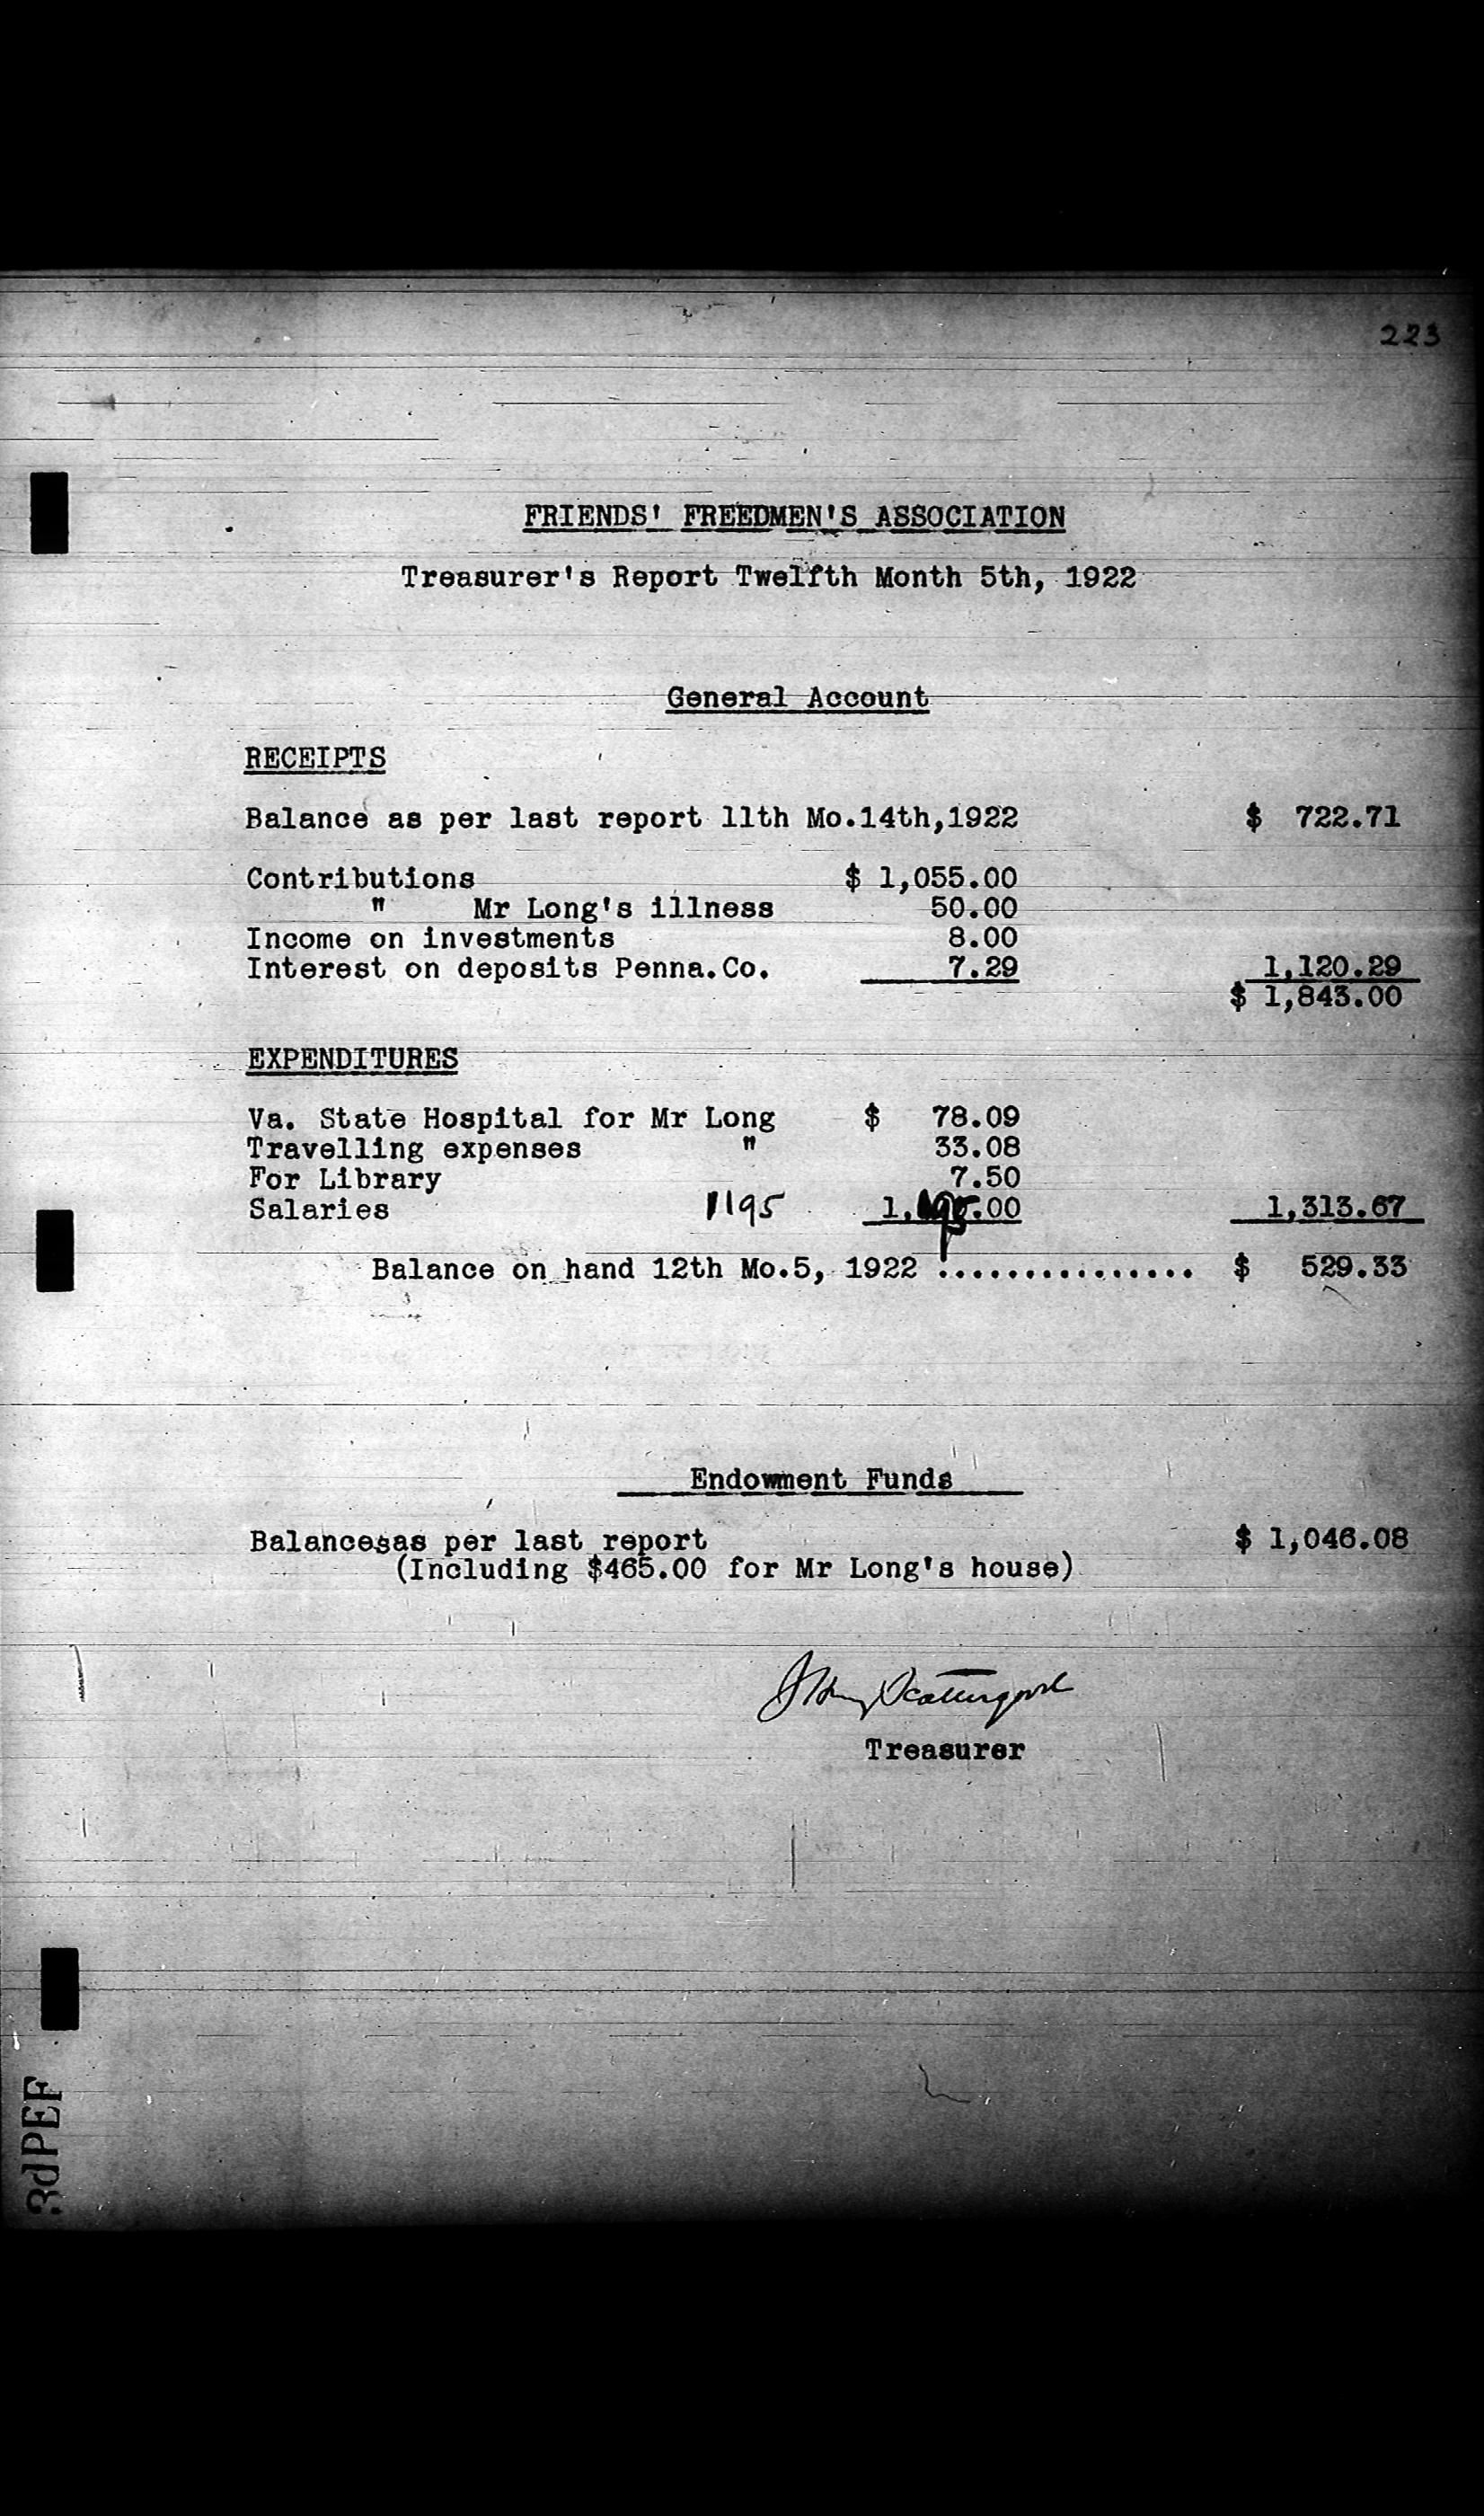 223
FRIENDS' FREEDMEN'S ASSOCIATION
Treasurer's Report Twelfth Month 5th, 1922
General Account
RECEIPTS
Balance as per last report 11th Mo.14th,1922 $ 722.71
Contributions $ 1,055.00
" Mr Long's illness 50.00
Income on investments 8.00
Interest on deposits Penna.Co. 7.29 1,120.29
$ 1,843.00
EXPENDITURES
Va. State Hospital for Mr Long $ 78.09
Travelling expenses " 33.08
For Library 7.50
Salaries 1195 1,195.00 1,313.67
Balance on hand 12th Mo.5, 1922 ............... $ 529.33
Endowment Funds
Balancesas per last report $ 1,046.08
(Including $465.00 for Mr Long's house)
J Henry Scattergood
Treasurer
3dPEF